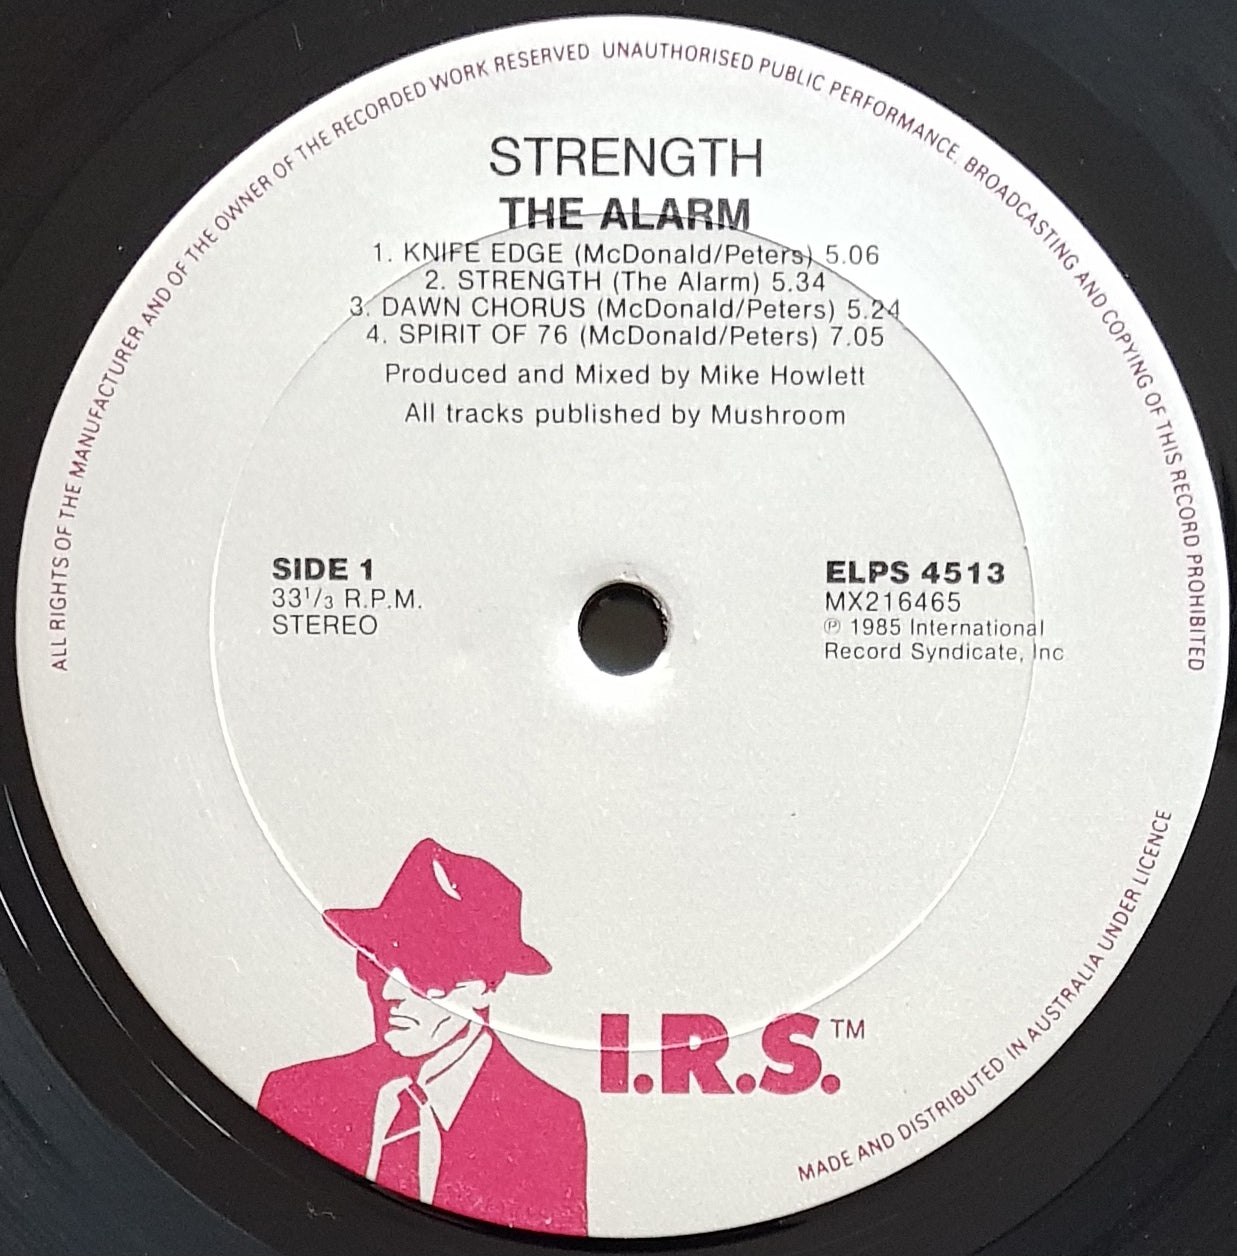 ALL RIGHTS OF THE MANUFACTURER AND OF THE OWNER OF THE RECORDED WORK RESERVED UNAUTHORISED PUBLIC PERFORMANCE, BROADCASTING AND COPYING OF THIS RECORD PROHIBITED
STRENGTH
THE ALARM
1. KNIFE EDGE (McDonald/Peters) 5.06
2. STRENGTH (The Alarm) 5.34
3. DAWN CHORUS (McDonald/Peters) 5.24
4. SPIRIT OF 76 (McDonald/Peters) 7.05
Produced and Mixed by Mike Howlett
All tracks published by Mushroom
SIDE 1
33¹/₃ R.P.M.
STEREO
ELPS 4513
MX216465
℗ 1985 International
Record Syndicate, Inc
I.R.S.™
MADE AND DISTRIBUTED IN AUSTRALIA UNDER LICENCE